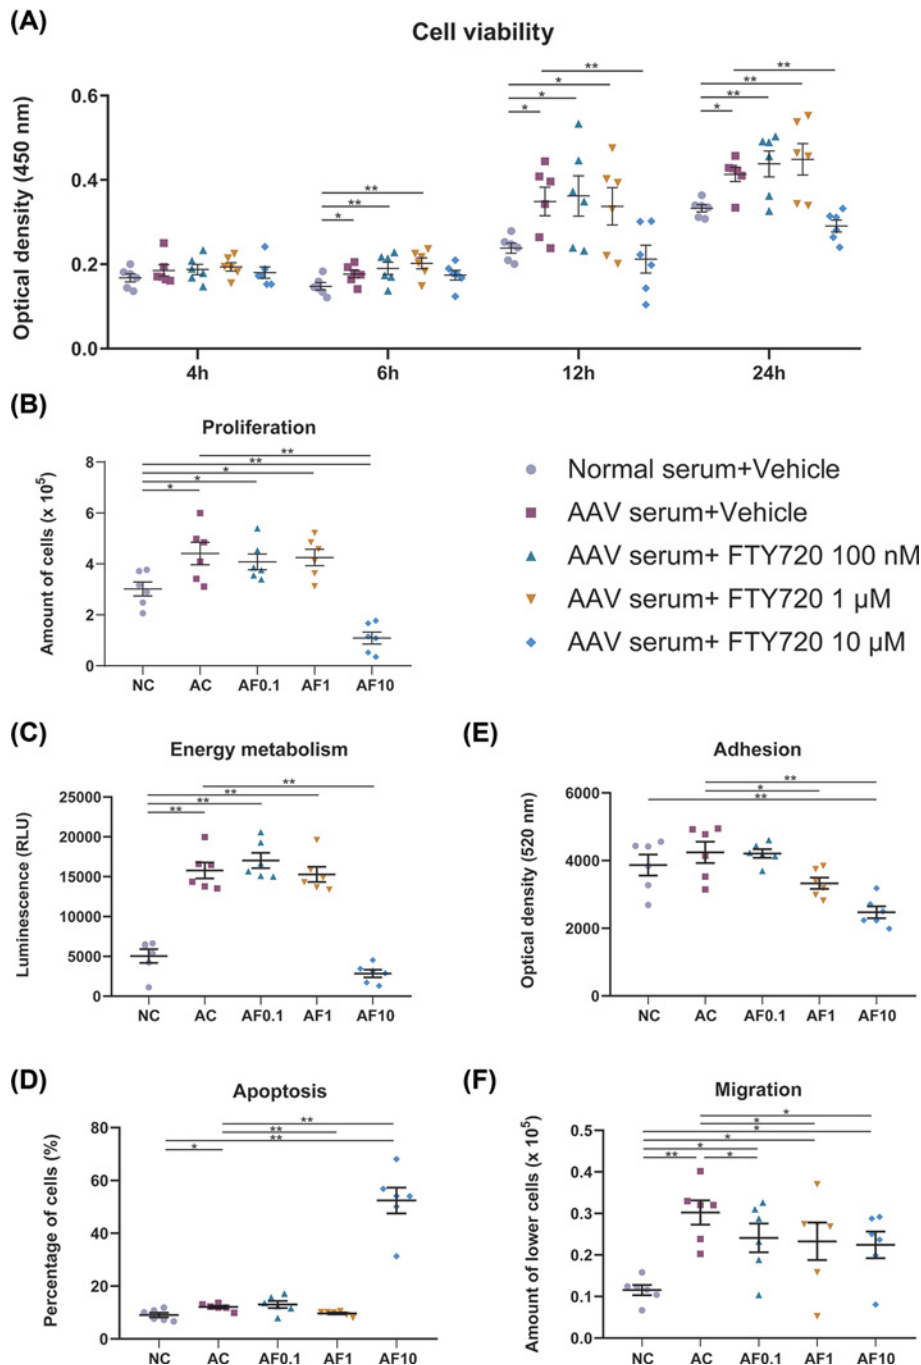 (A)
Cell viability
** ** * ** * ** ** * ** * ** *
Optical density (450 nm)
0.6
0.4
0.2
0.0
4h 6h 12h 24h
(B)
Proliferation
** ** * * *
Amount of cells (x 10⁵)
8
6
4
2
0
NC AC AF0.1 AF1 AF10
Normal serum+Vehicle
AAV serum+Vehicle
AAV serum+ FTY720 100 nM
AAV serum+ FTY720 1 µM
AAV serum+ FTY720 10 µM
(C)
Energy metabolism
** ** ** **
Luminescence (RLU)
25000
20000
15000
10000
5000
0
NC AC AF0.1 AF1 AF10
(E)
Adhesion
** * **
Optical density (520 nm)
6000
4000
2000
0
NC AC AF0.1 AF1 AF10
(D)
Apoptosis
** ** ** *
Percentage of cells (%)
80
60
40
20
0
NC AC AF0.1 AF1 AF10
(F)
Migration
* * * * * ** *
Amount of lower cells (x 10⁵)
0.5
0.4
0.3
0.2
0.1
0.0
NC AC AF0.1 AF1 AF10